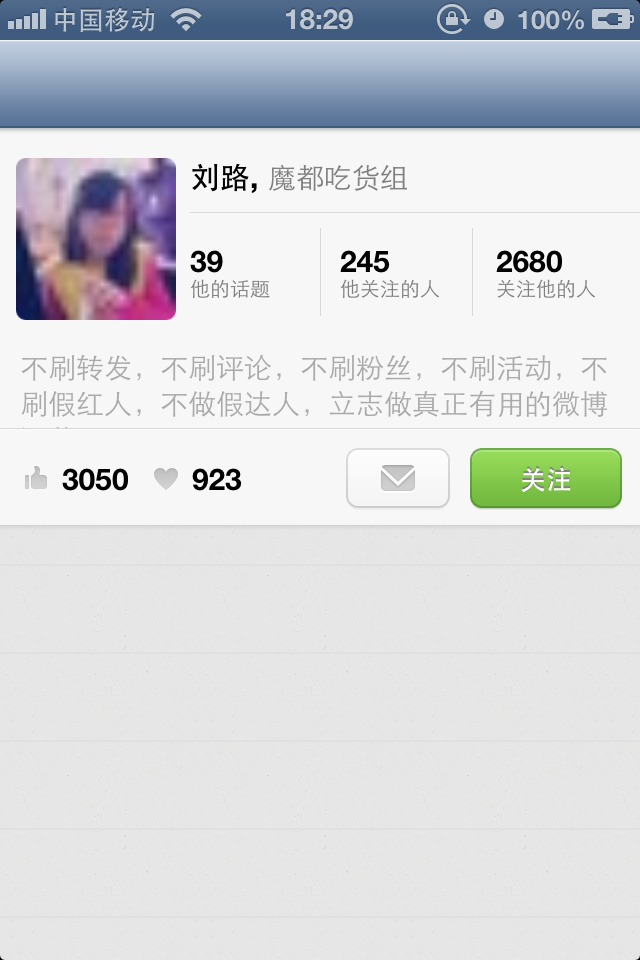 中国移动 18:29 100%
刘路, 魔都吃货组
39 245 2680
他的话题 他关注的人 关注他的人
不刷转发，不刷评论，不刷粉丝，不刷活动，不
刷假红人，不做假达人，立志做真正有用的微博
3050 923 关注